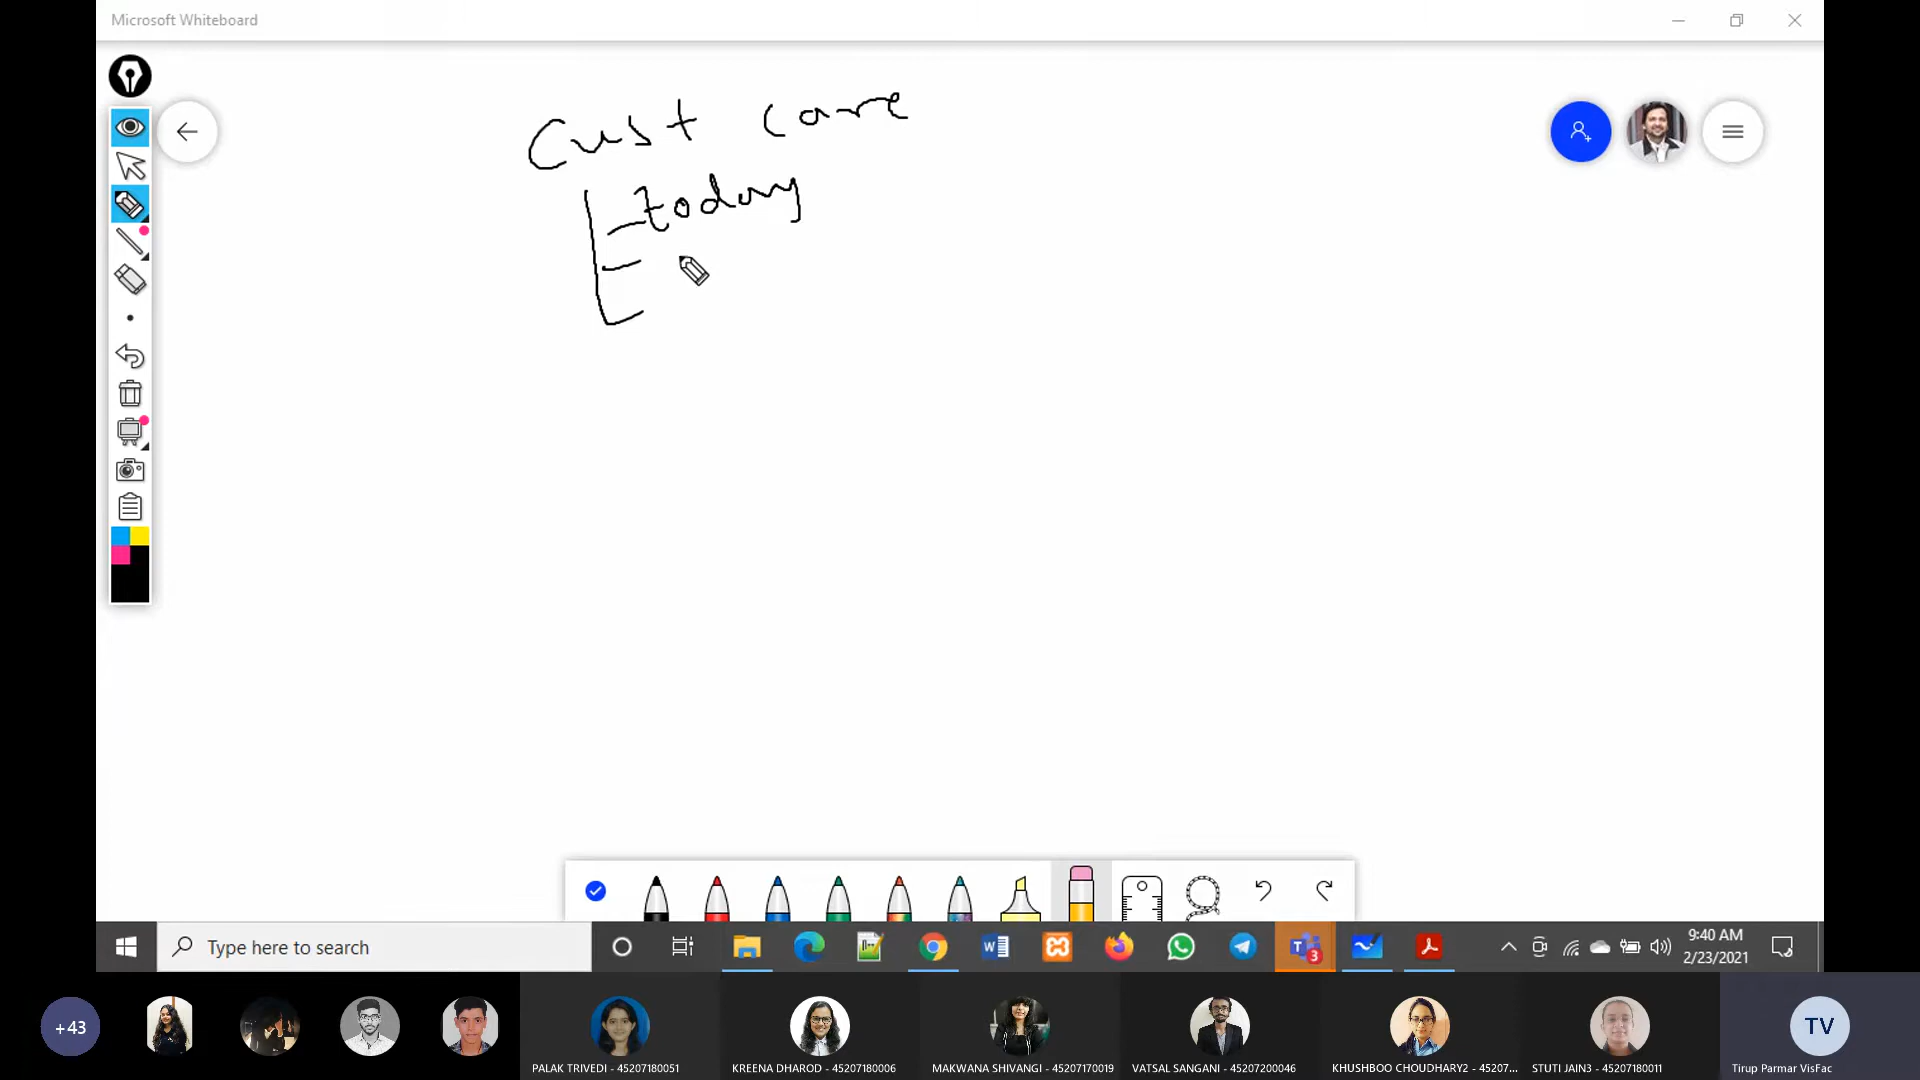 Microsoft Whiteboard
Cust care
today
Type here to search
9:40 AM
2/23/2021
3
+43
TV
PALAK TRIVEDI - 45207180051
KREENA DHAROD - 45207180006
MAKWANA SHIVANGI - 45207170019
VATSAL SANGANI - 45207200046
KHUSHBOO CHOUDHARY2 - 45207...
STUTI JAIN3 - 45207180011
Tirup Parmar VisFac